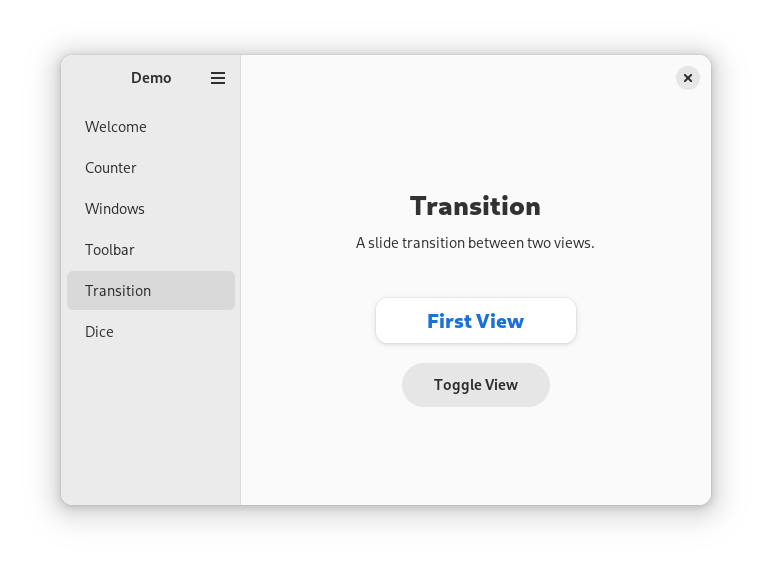 Demo
Welcome
Counter
Windows
Toolbar
Transition
Dice
Transition
A slide transition between two views.
First View
Toggle View